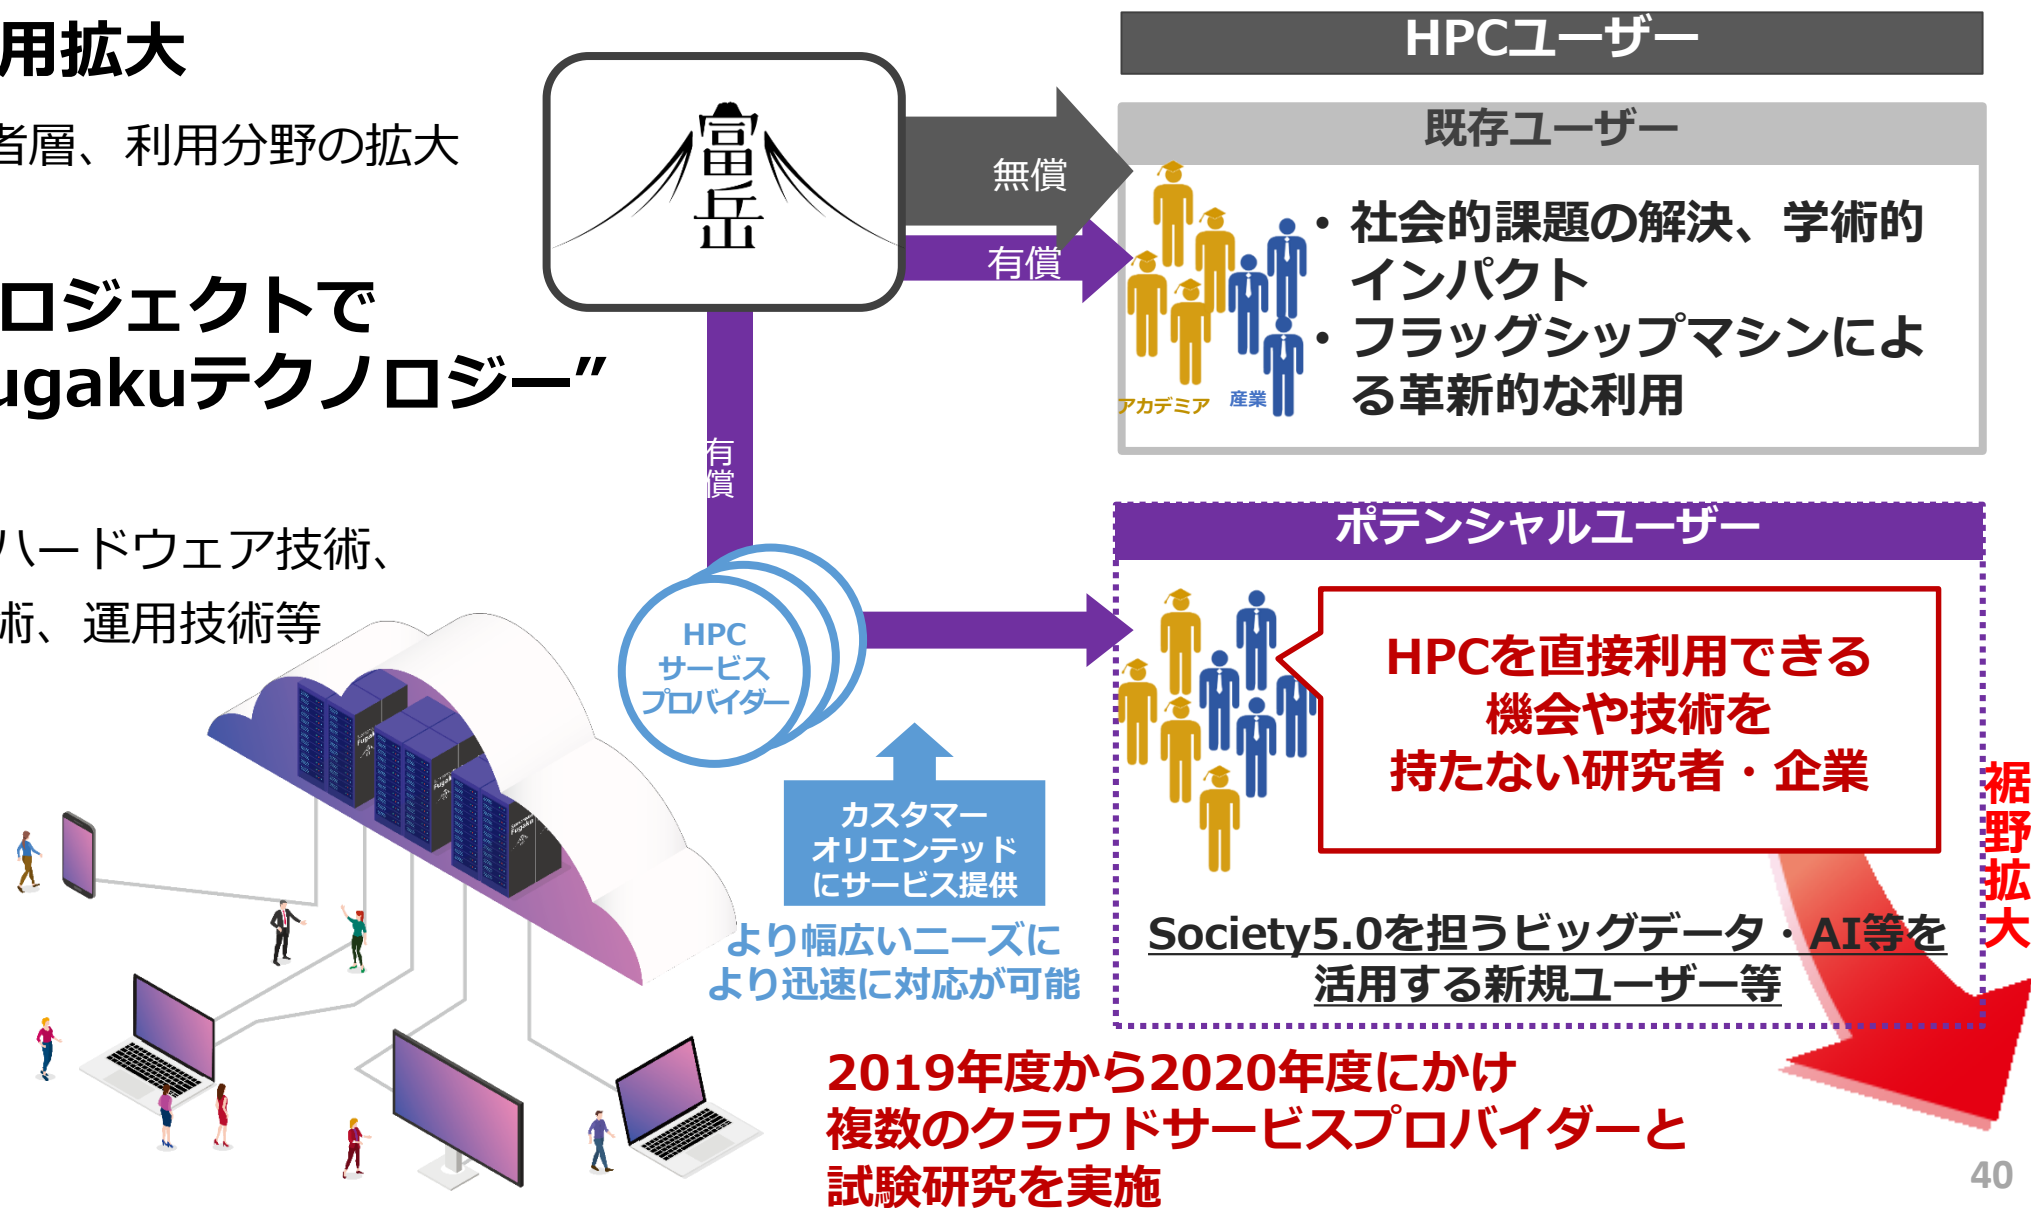 用拡大
者層、利用分野の拡大
ロジェクトで
ugakuテクノロジー”
ハードウェア技術、
術、運用技術等
富岳
無償
有償
有償
HPC
サービス
プロバイダー
カスタマー
オリエンテッド
にサービス提供
より幅広いニーズに
より迅速に対応が可能
HPCユーザー
既存ユーザー
・社会的課題の解決、学術的
インパクト
・フラッグシップマシンによ
る革新的な利用
アカデミア
産業
ポテンシャルユーザー
HPCを直接利用できる
機会や技術を
持たない研究者・企業
Society5.0を担うビッグデータ・AI等を
活用する新規ユーザー等
裾野拡大
2019年度から2020年度にかけ
複数のクラウドサービスプロバイダーと
試験研究を実施
40